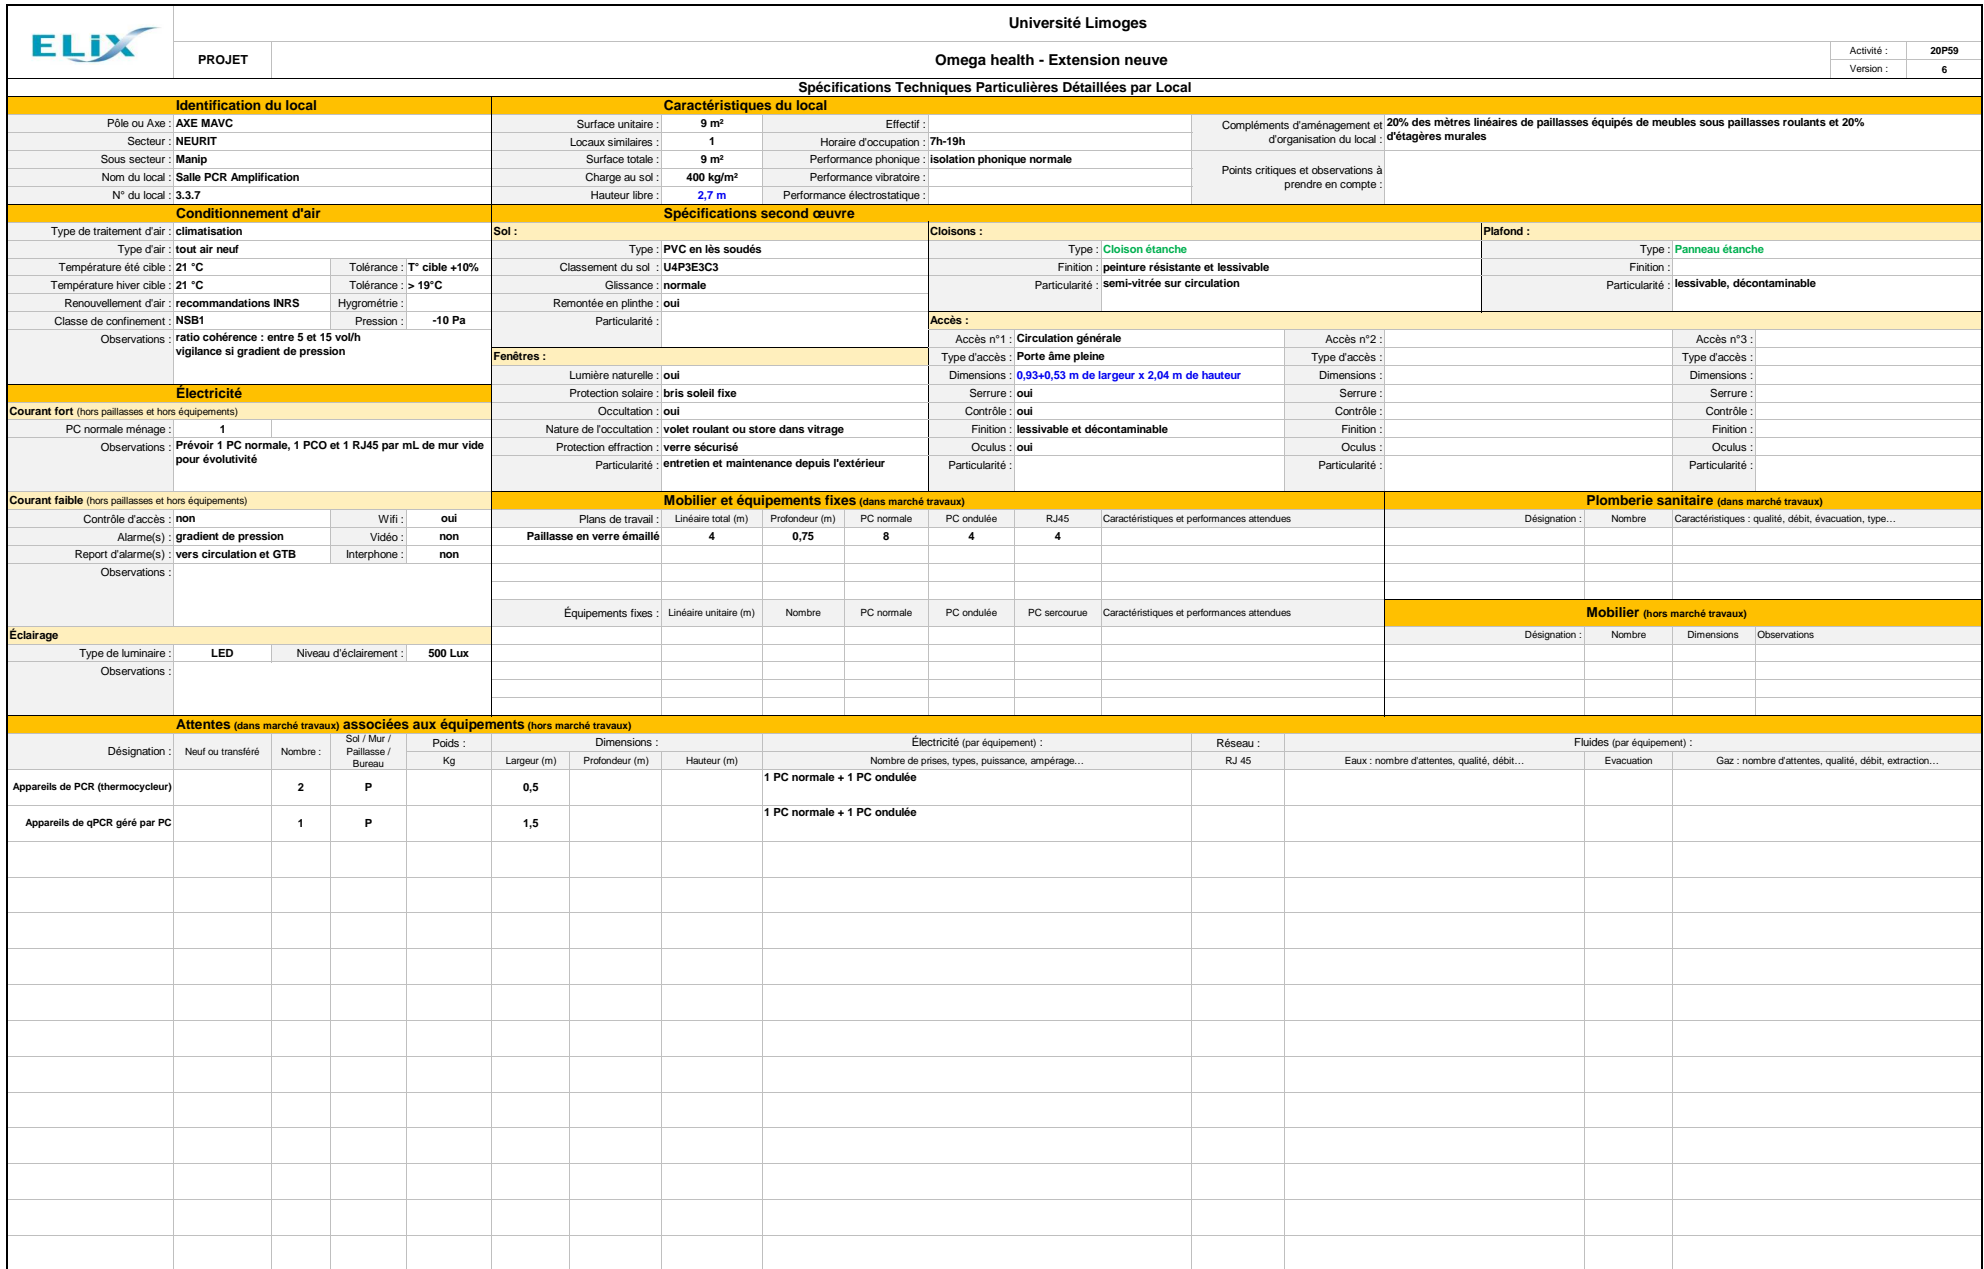 ELiX
Université Limoges
PROJET
Omega health - Extension neuve
Activité : 20P59
Version : 6
Spécifications Techniques Particulières Détaillées par Local
Identification du local
Pôle ou Axe : AXE MAVC
Secteur : NEURIT
Sous secteur : Manip
Nom du local : Salle PCR Amplification
N° du local : 3.3.7
Caractéristiques du local
Surface unitaire : 9 m² Effectif :
Locaux similaires : 1 Horaire d'occupation : 7h-19h
Surface totale : 9 m² Performance phonique : isolation phonique normale
Charge au sol : 400 kg/m² Performance vibratoire :
Hauteur libre : 2,7 m Performance électrostatique :
Compléments d'aménagement et d'organisation du local : 20% des mètres linéaires de paillasses équipés de meubles sous paillasses roulants et 20%
d'étagères murales
Points critiques et observations à
prendre en compte :
Conditionnement d'air
Type de traitement d'air : climatisation
Type d'air : tout air neuf
Température été cible : 21 °C Tolérance : T° cible +10%
Température hiver cible : 21 °C Tolérance : > 19°C
Renouvellement d'air : recommandations INRS Hygrométrie :
Classe de confinement : NSB1 Pression : -10 Pa
Observations : ratio cohérence : entre 5 et 15 vol/h
vigilance si gradient de pression
Spécifications second œuvre
Sol :
Type : PVC en lès soudés
Classement du sol : U4P3E3C3
Glissance : normale
Remontée en plinthe : oui
Particularité :
Cloisons :
Type : Cloison étanche
Finition : peinture résistante et lessivable
Particularité : semi-vitrée sur circulation
Plafond :
Type : Panneau étanche
Finition :
Particularité : lessivable, décontaminable
Fenêtres :
Lumière naturelle : oui
Protection solaire : bris soleil fixe
Occultation : oui
Nature de l'occultation : volet roulant ou store dans vitrage
Protection effraction : verre sécurisé
Particularité : entretien et maintenance depuis l'extérieur
Accès :
Accès n°1 : Circulation générale Accès n°2 : Accès n°3 :
Type d'accès : Porte âme pleine Type d'accès : Type d'accès :
Dimensions : 0,93+0,53 m de largeur x 2,04 m de hauteur Dimensions : Dimensions :
Serrure : oui Serrure : Serrure :
Contrôle : oui Contrôle : Contrôle :
Finition : lessivable et décontaminable Finition : Finition :
Oculus : oui Oculus : Oculus :
Particularité : Particularité : Particularité :
Électricité
Courant fort (hors paillasses et hors équipements)
PC normale ménage : 1
Observations : Prévoir 1 PC normale, 1 PCO et 1 RJ45 par mL de mur vide
pour évolutivité
Courant faible (hors paillasses et hors équipements)
Contrôle d'accès : non Wifi : oui
Alarme(s) : gradient de pression Vidéo : non
Report d'alarme(s) : vers circulation et GTB Interphone : non
Observations :
Éclairage
Type de luminaire : LED Niveau d'éclairement : 500 Lux
Observations :
Mobilier et équipements fixes (dans marché travaux)
Plans de travail : Linéaire total (m) Profondeur (m) PC normale PC ondulée RJ45 Caractéristiques et performances attendues
Paillasse en verre émaillé 4 0,75 8 4 4
Équipements fixes : Linéaire unitaire (m) Nombre PC normale PC ondulée PC sercourue Caractéristiques et performances attendues
Plomberie sanitaire (dans marché travaux)
Désignation : Nombre Caractéristiques : qualité, débit, évacuation, type…
Mobilier (hors marché travaux)
Désignation : Nombre Dimensions Observations
Attentes (dans marché travaux) associées aux équipements (hors marché travaux)
Désignation : Neuf ou transféré Nombre : Sol / Mur / Paillasse / Bureau Poids : Dimensions : Électricité (par équipement) : Réseau : Fluides (par équipement) :
Kg Largeur (m) Profondeur (m) Hauteur (m) Nombre de prises, types, puissance, ampérage… RJ 45 Eaux : nombre d'attentes, qualité, débit… Evacuation Gaz : nombre d'attentes, qualité, débit, extraction…
Appareils de PCR (thermocycleur) 2 P 0,5 1 PC normale + 1 PC ondulée
Appareils de qPCR géré par PC 1 P 1,5 1 PC normale + 1 PC ondulée